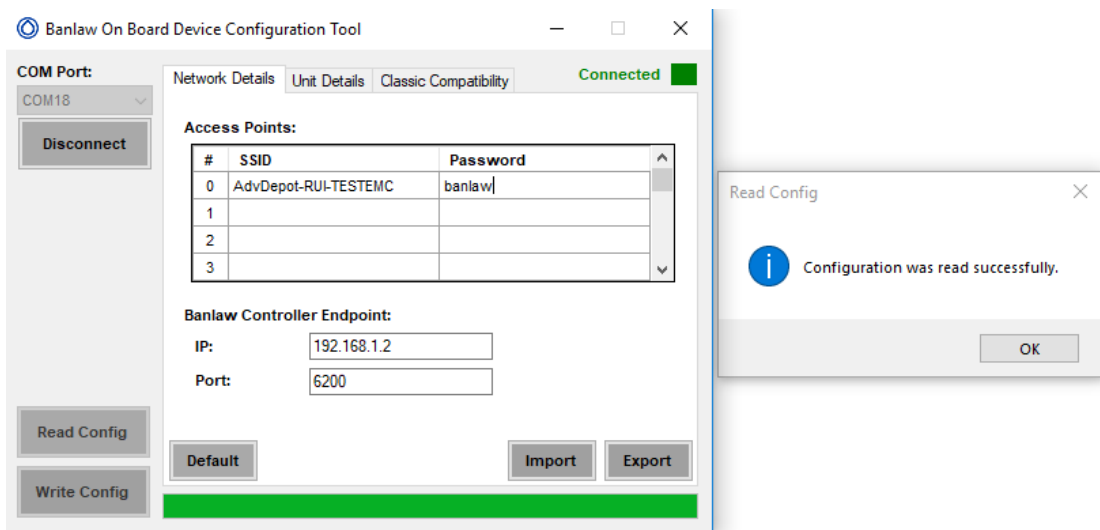 Banlaw On Board Device Configuration Tool
COM Port:
COM18
Disconnect
Network Details
Unit Details
Classic Compatibility
Connected
Access Points:
# SSID Password
0 AdvDepot-RUI-TESTEMC banlaw
1
2
3
Banlaw Controller Endpoint:
IP: 192.168.1.2
Port: 6200
Read Config
Write Config
Default
Import
Export
Read Config
Configuration was read successfully.
OK